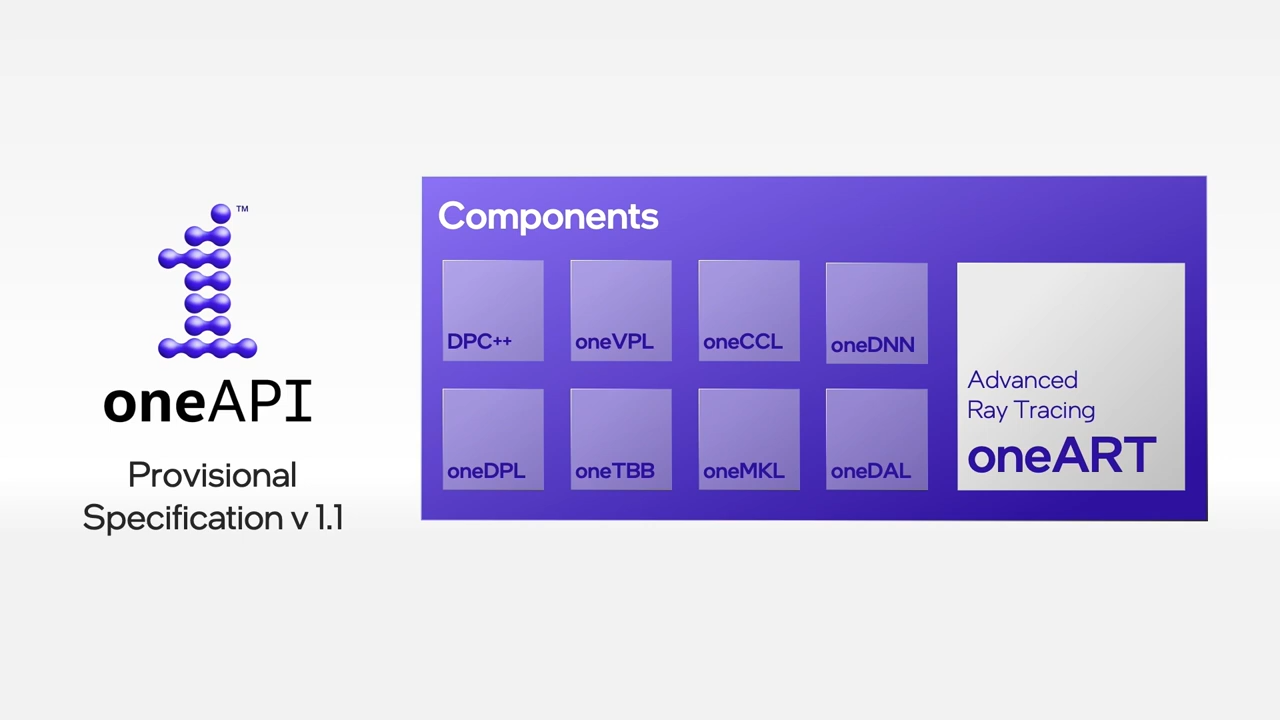 ™
oneAPI
Provisional
Specification v 1.1
Components
DPC++
oneVPL
oneCCL
oneDNN
oneDPL
oneTBB
oneMKL
oneDAL
Advanced
Ray Tracing
oneART